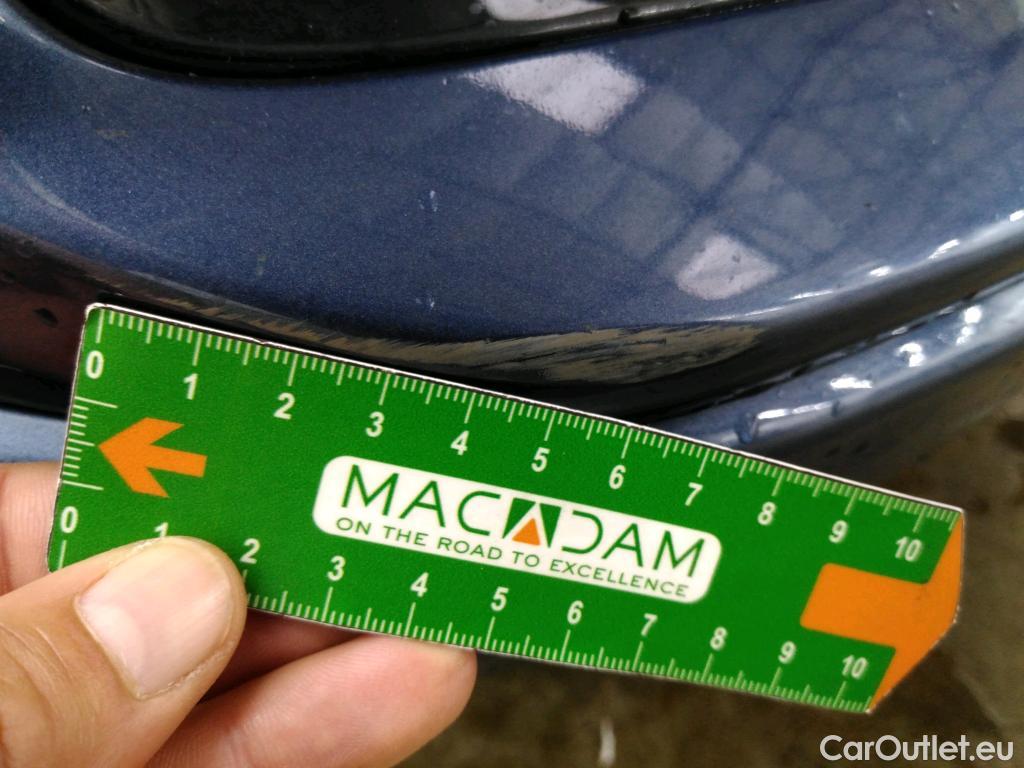 0 1 2 3 4 5 6 7 8 9 10
MACADAM
ON THE ROAD TO EXCELLENCE
0 1 2 3 4 5 6 7 8 9 10
CarOutlet.eu